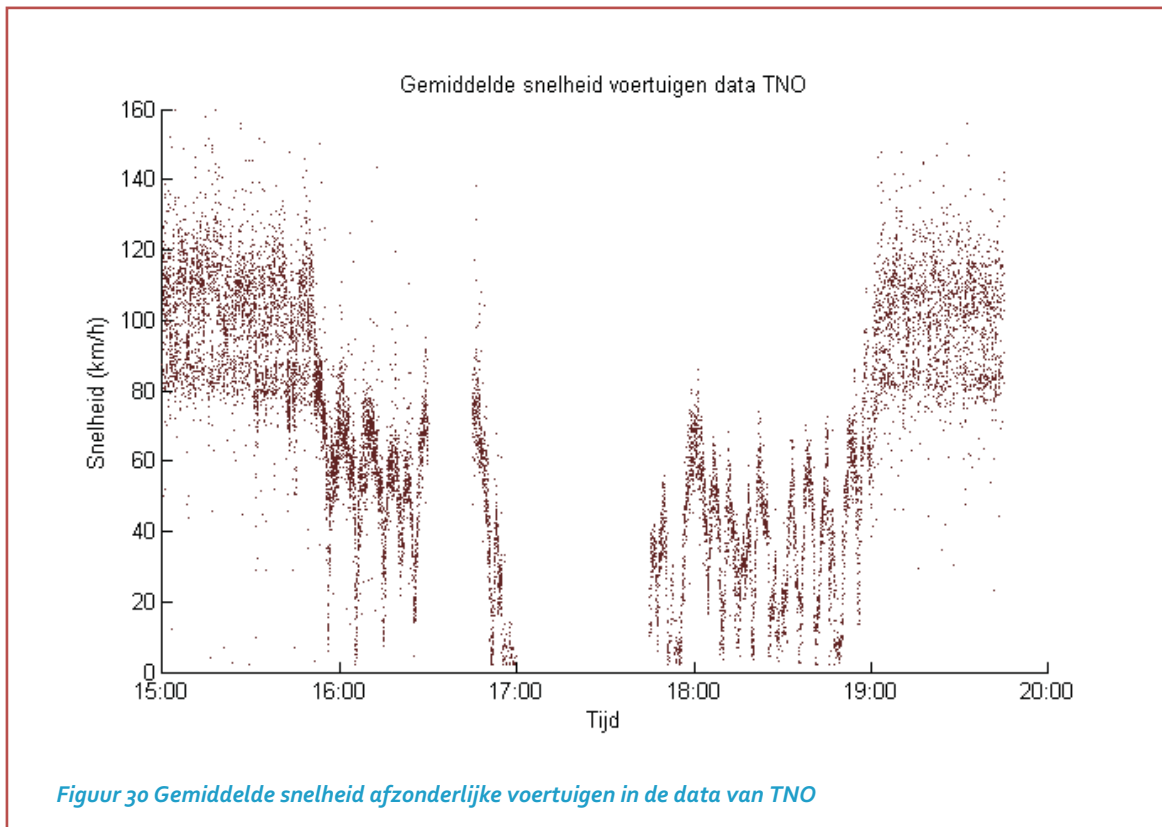 Gemiddelde snelheid voertuigen data TNO
160
140
120
100
80
60
40
20
0
Snelheid (km/h)
15:00 16:00 17:00 18:00 19:00 20:00
Tijd
Figuur 30 Gemiddelde snelheid afzonderlijke voertuigen in de data van TNO